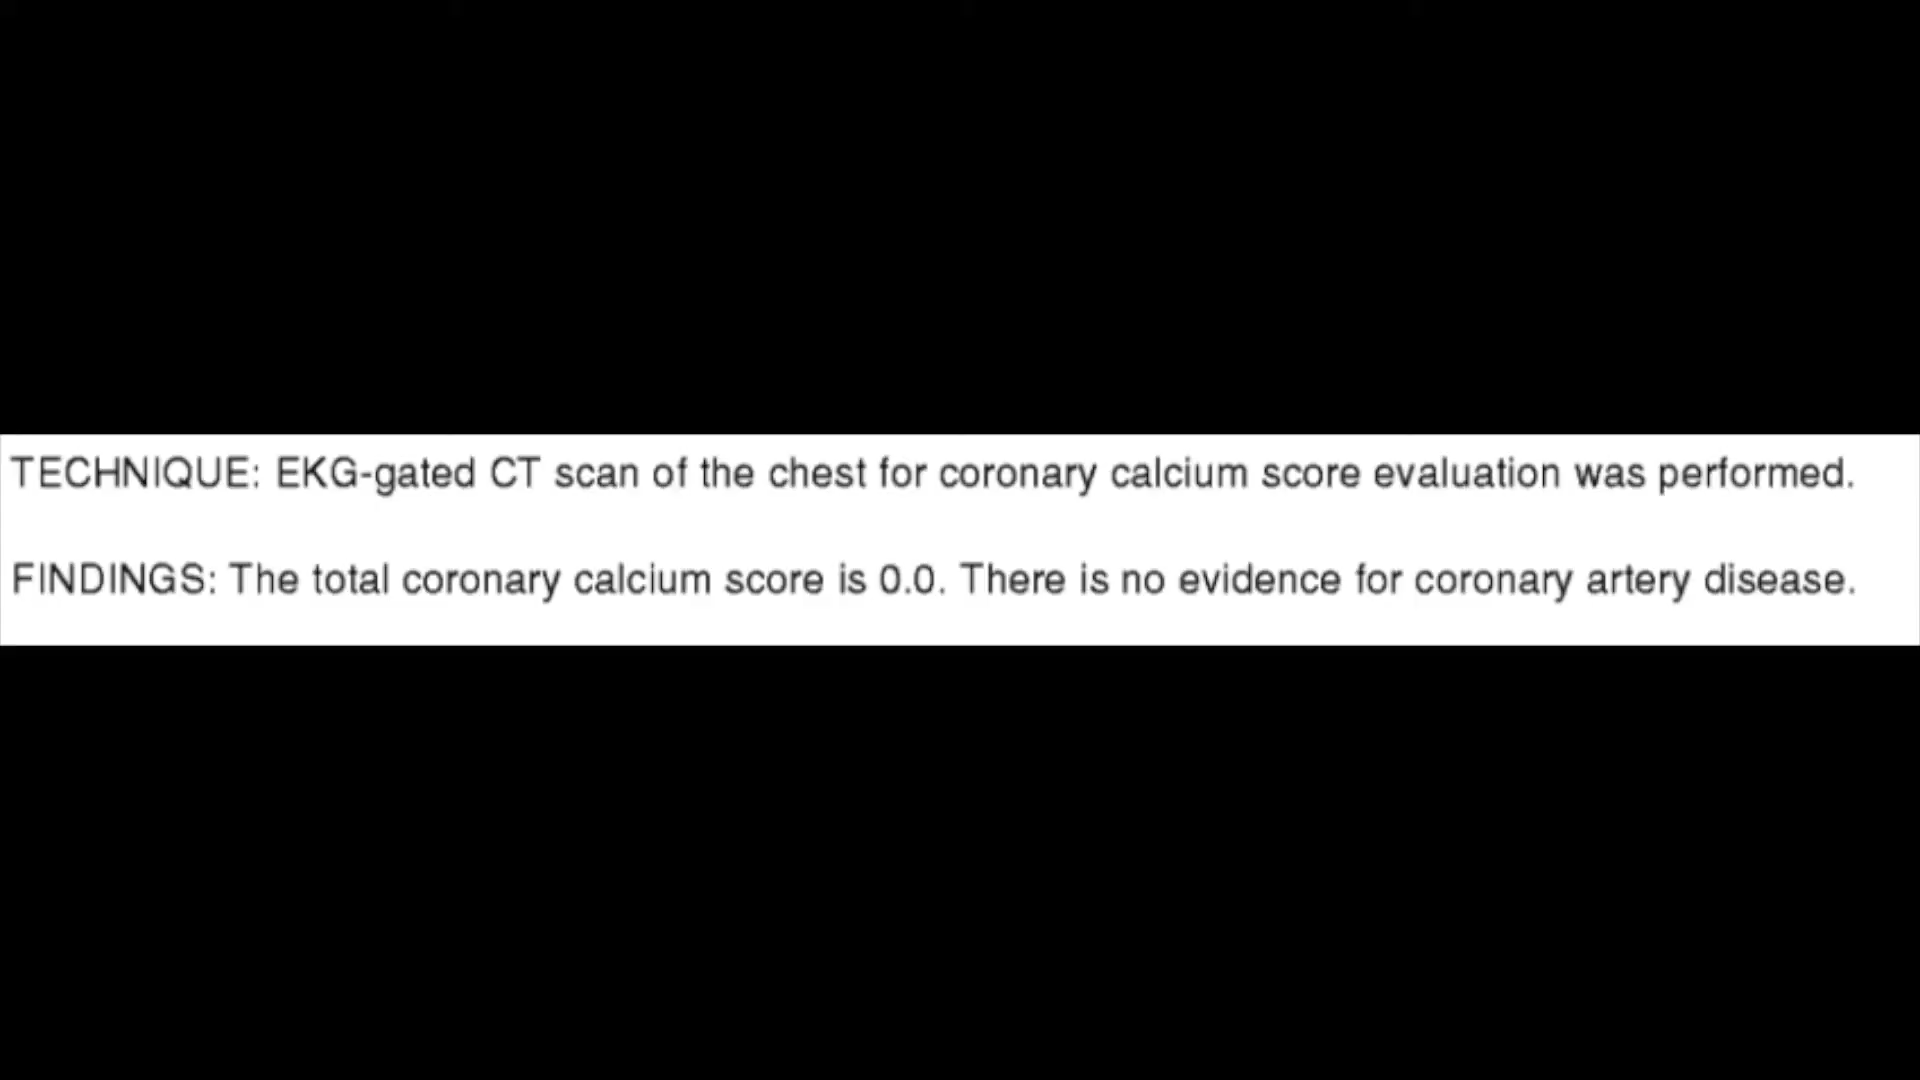 TECHNIQUE: EKG-gated CT scan of the chest for coronary calcium score evaluation was performed.
FINDINGS: The total coronary calcium score is 0.0. There is no evidence for coronary artery disease.